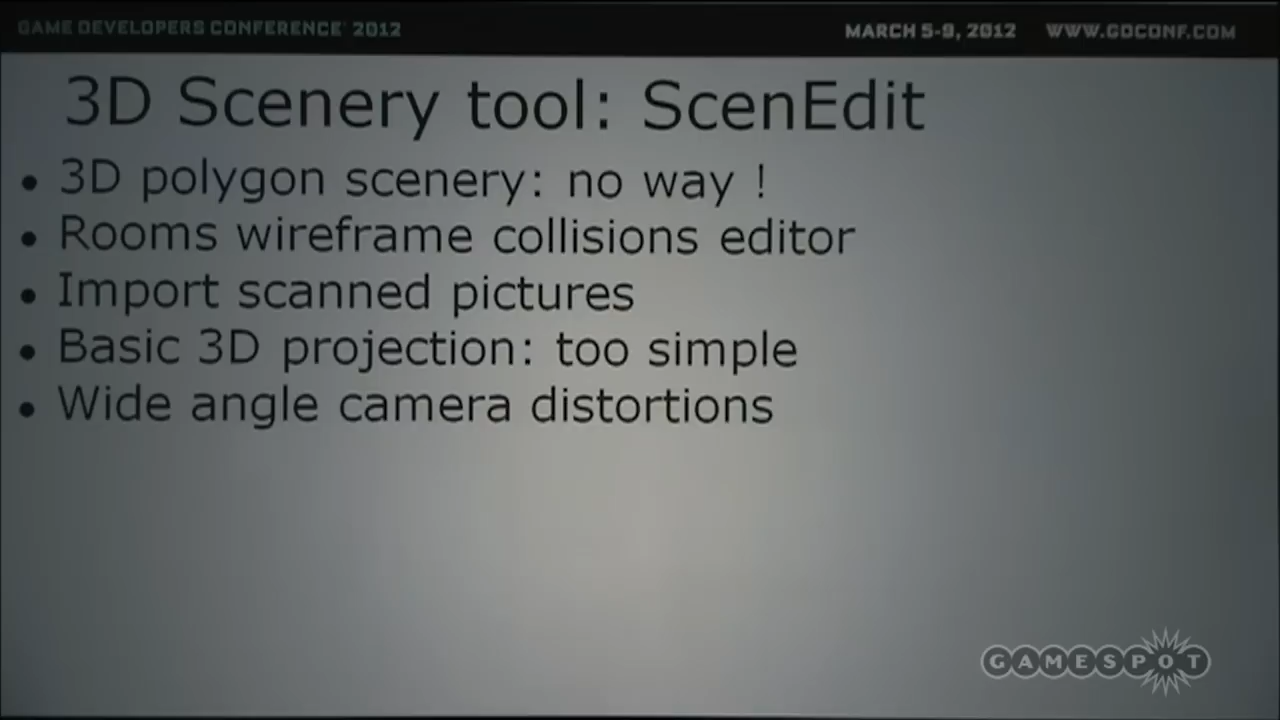 GAME DEVELOPERS CONFERENCE 2012
MARCH 5-9, 2012 WWW.GDCONF.COM
3D Scenery tool: ScenEdit
• 3D polygon scenery: no way !
• Rooms wireframe collisions editor
• Import scanned pictures
• Basic 3D projection: too simple
• Wide angle camera distortions
GAMESPOT